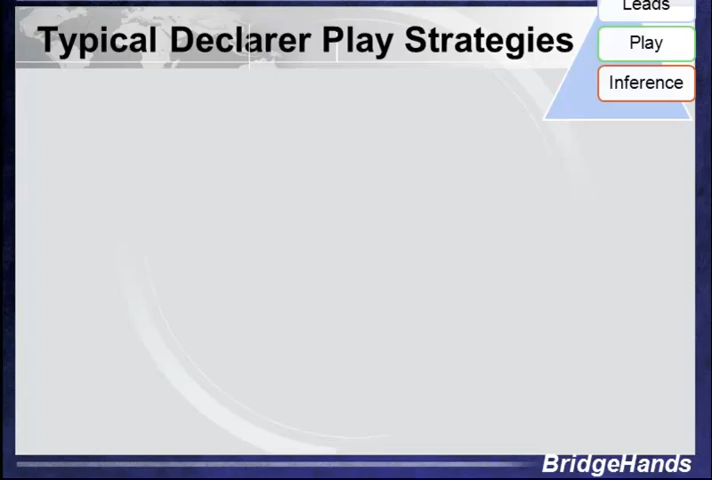 Leads
Typical Declarer Play Strategies
Play
Inference
BridgeHands